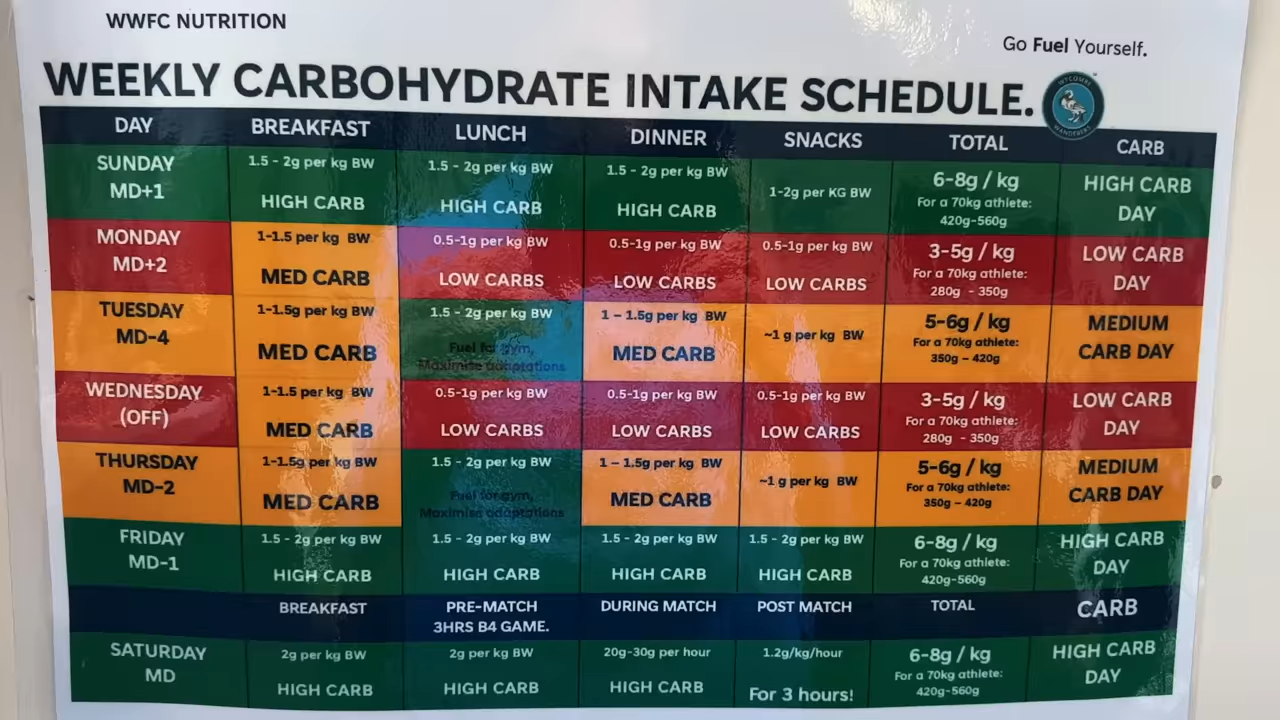 WWFC NUTRITION
Go Fuel Yourself.
WEEKLY CARBOHYDRATE INTAKE SCHEDULE.
WYCOMBE
WANDERERS
DAY BREAKFAST LUNCH DINNER SNACKS TOTAL CARB
SUNDAY MD+1
1.5 - 2g per kg BW
HIGH CARB
1.5 - 2g per kg BW
HIGH CARB
1.5 - 2g per kg BW
HIGH CARB
1-2g per KG BW
6-8g / kg
For a 70kg athlete:
420g-560g
HIGH CARB
DAY
MONDAY
MD+2
1-1.5 per kg BW
MED CARB
0.5-1g per kg BW
LOW CARBS
0.5-1g per kg BW
LOW CARBS
0.5-1g per kg BW
LOW CARBS
3-5g / kg
For a 70kg athlete:
280g - 350g
LOW CARB
DAY
TUESDAY
MD-4
1-1.5g per kg BW
MED CARB
1.5 - 2g per kg BW
Fuel for gym,
Maximise adaptations
1 – 1.5g per kg BW
MED CARB
~1 g per kg BW
5-6g / kg
For a 70kg athlete:
350g – 420g
MEDIUM
CARB DAY
WEDNESDAY
(OFF)
1-1.5 per kg BW
MED CARB
0.5-1g per kg BW
LOW CARBS
0.5-1g per kg BW
LOW CARBS
0.5-1g per kg BW
LOW CARBS
3-5g / kg
For a 70kg athlete:
280g - 350g
LOW CARB
DAY
THURSDAY
MD-2
1-1.5g per kg BW
MED CARB
1.5 - 2g per kg BW
Fuel for gym,
Maximise adaptations
1 – 1.5g per kg BW
MED CARB
~1 g per kg BW
5-6g / kg
For a 70kg athlete:
350g – 420g
MEDIUM
CARB DAY
FRIDAY
MD-1
1.5 - 2g per kg BW
HIGH CARB
1.5 - 2g per kg BW
HIGH CARB
1.5 - 2g per kg BW
HIGH CARB
1.5 - 2g per kg BW
HIGH CARB
6-8g / kg
For a 70kg athlete:
420g-560g
HIGH CARB
DAY
BREAKFAST
PRE-MATCH
3HRS B4 GAME.
DURING MATCH
POST MATCH
TOTAL
CARB
SATURDAY
MD
2g per kg BW
HIGH CARB
2g per kg BW
HIGH CARB
20g-30g per hour
HIGH CARB
1.2g/kg/hour
For 3 hours!
6-8g / kg
For a 70kg athlete:
420g-560g
HIGH CARB
DAY